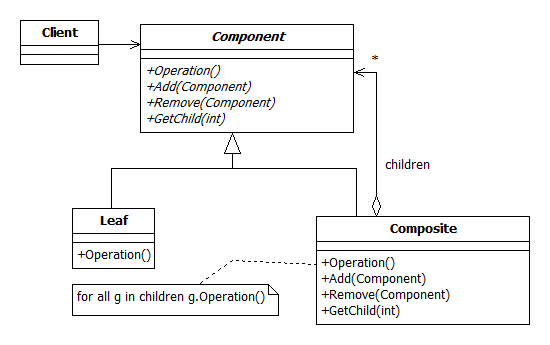 Client
Component
+Operation()
+Add(Component)
+Remove(Component)
+GetChild(int)
*
children
Leaf
+Operation()
Composite
+Operation()
+Add(Component)
+Remove(Component)
+GetChild(int)
for all g in children g.Operation()